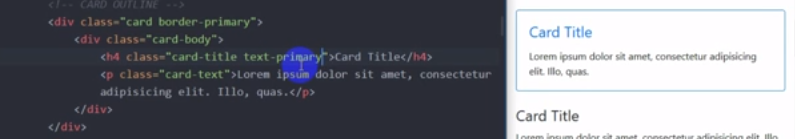 <!-- CARD OUTLINE -->
<div class="card border-primary">
<div class="card-body">
<h4 class="card-title text-primary">Card Title</h4>
<p class="card-text">Lorem ipsum dolor sit amet, consectetur
adipisicing elit. Illo, quas.</p>
</div>
</div>
Card Title
Lorem ipsum dolor sit amet, consectetur adipisicing
elit. Illo, quas.
Card Title
Lorem ipsum dolor sit amet, consectetur adipisicing elit. Illo